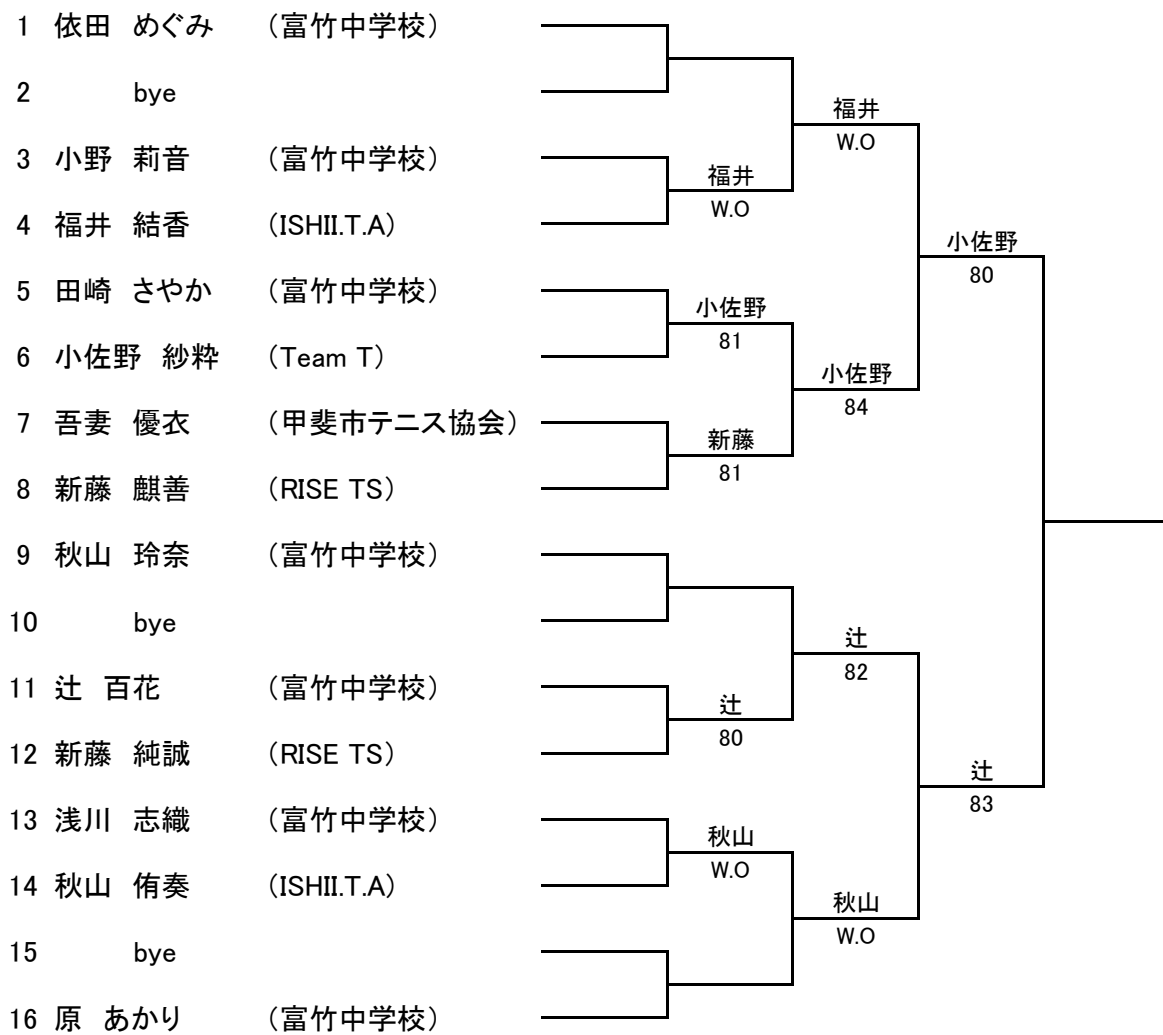 1 依田 めぐみ (富竹中学校)
2 bye
福井
W.O
3 小野 莉音 (富竹中学校)
福井
W.O
4 福井 結香 (ISHII.T.A)
小佐野
80
5 田崎 さやか (富竹中学校)
小佐野
81
6 小佐野 紗粋 (Team T)
小佐野
84
7 吾妻 優衣 (甲斐市テニス協会)
新藤
81
8 新藤 麒善 (RISE TS)
9 秋山 玲奈 (富竹中学校)
10 bye
辻
82
11 辻 百花 (富竹中学校)
辻
80
12 新藤 純誠 (RISE TS)
辻
83
13 浅川 志織 (富竹中学校)
秋山
W.O
14 秋山 侑奏 (ISHII.T.A)
秋山
W.O
15 bye
16 原 あかり (富竹中学校)